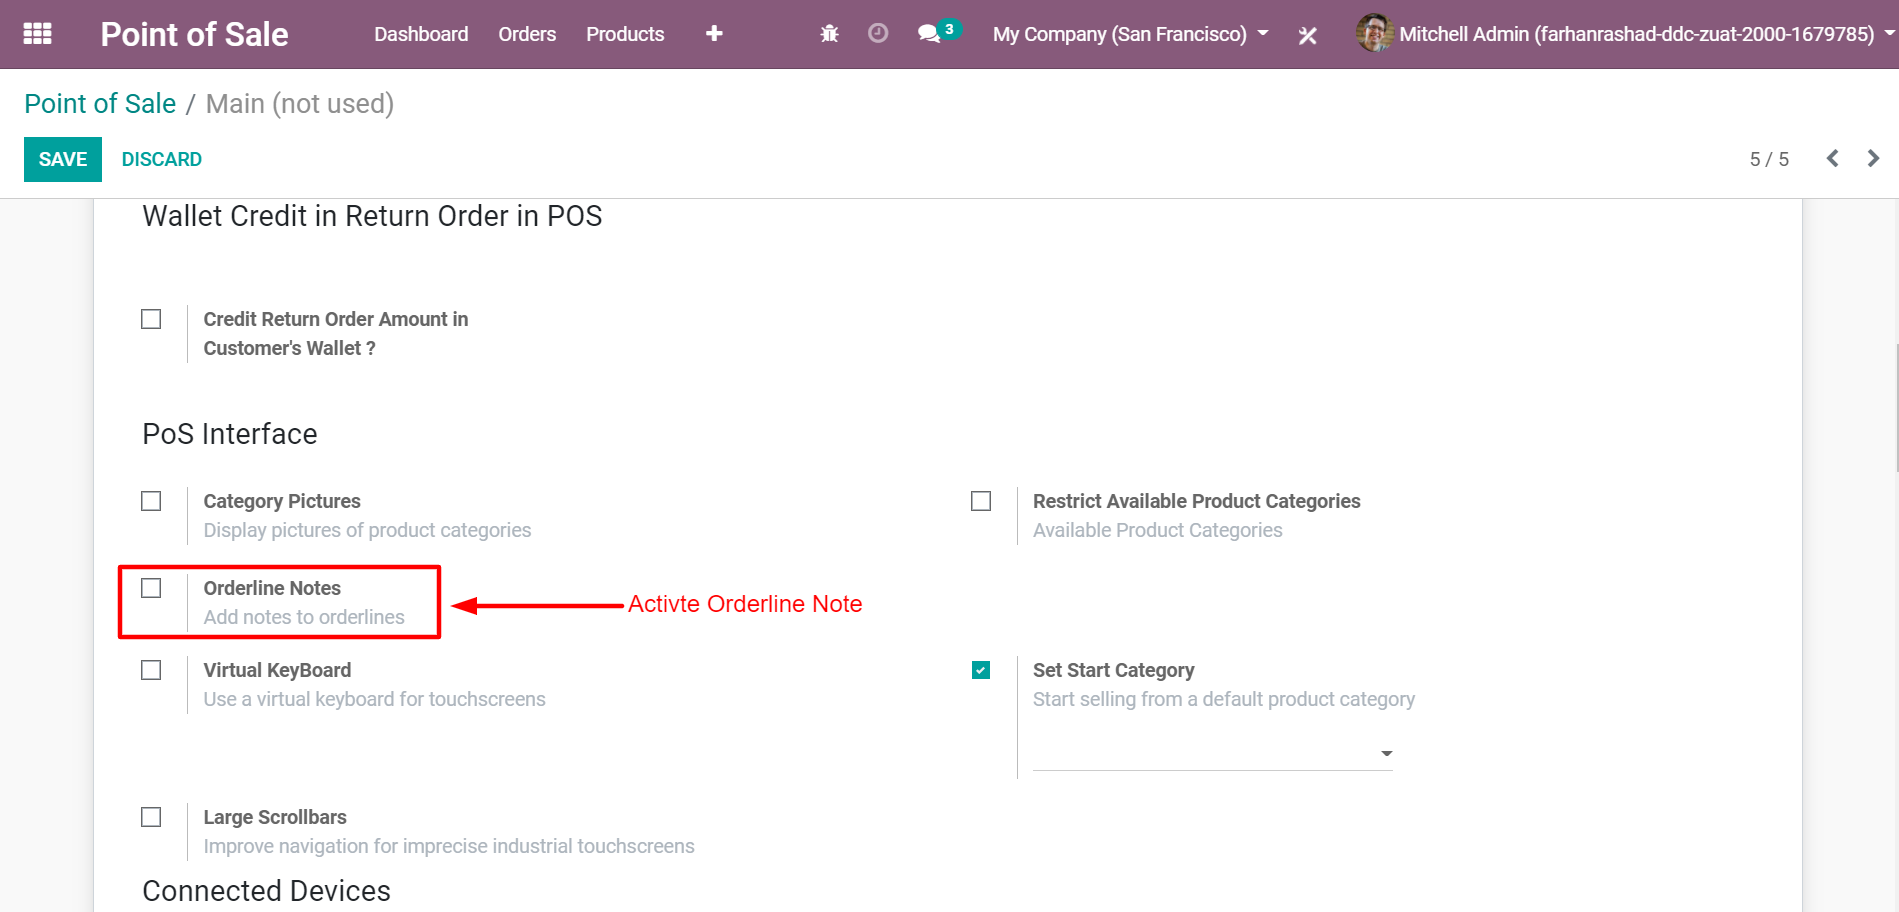 Point of Sale Dashboard Orders Products 3 My Company (San Francisco) Mitchell Admin (farhanrashad-ddc-zuat-2000-1679785)
Point of Sale / Main (not used)
SAVE DISCARD 5 / 5
Wallet Credit in Return Order in POS
Credit Return Order Amount in
Customer's Wallet ?
PoS Interface
Category Pictures
Display pictures of product categories
Restrict Available Product Categories
Available Product Categories
Orderline Notes
Add notes to orderlines
Activte Orderline Note
Virtual KeyBoard
Use a virtual keyboard for touchscreens
Set Start Category
Start selling from a default product category
Large Scrollbars
Improve navigation for imprecise industrial touchscreens
Connected Devices